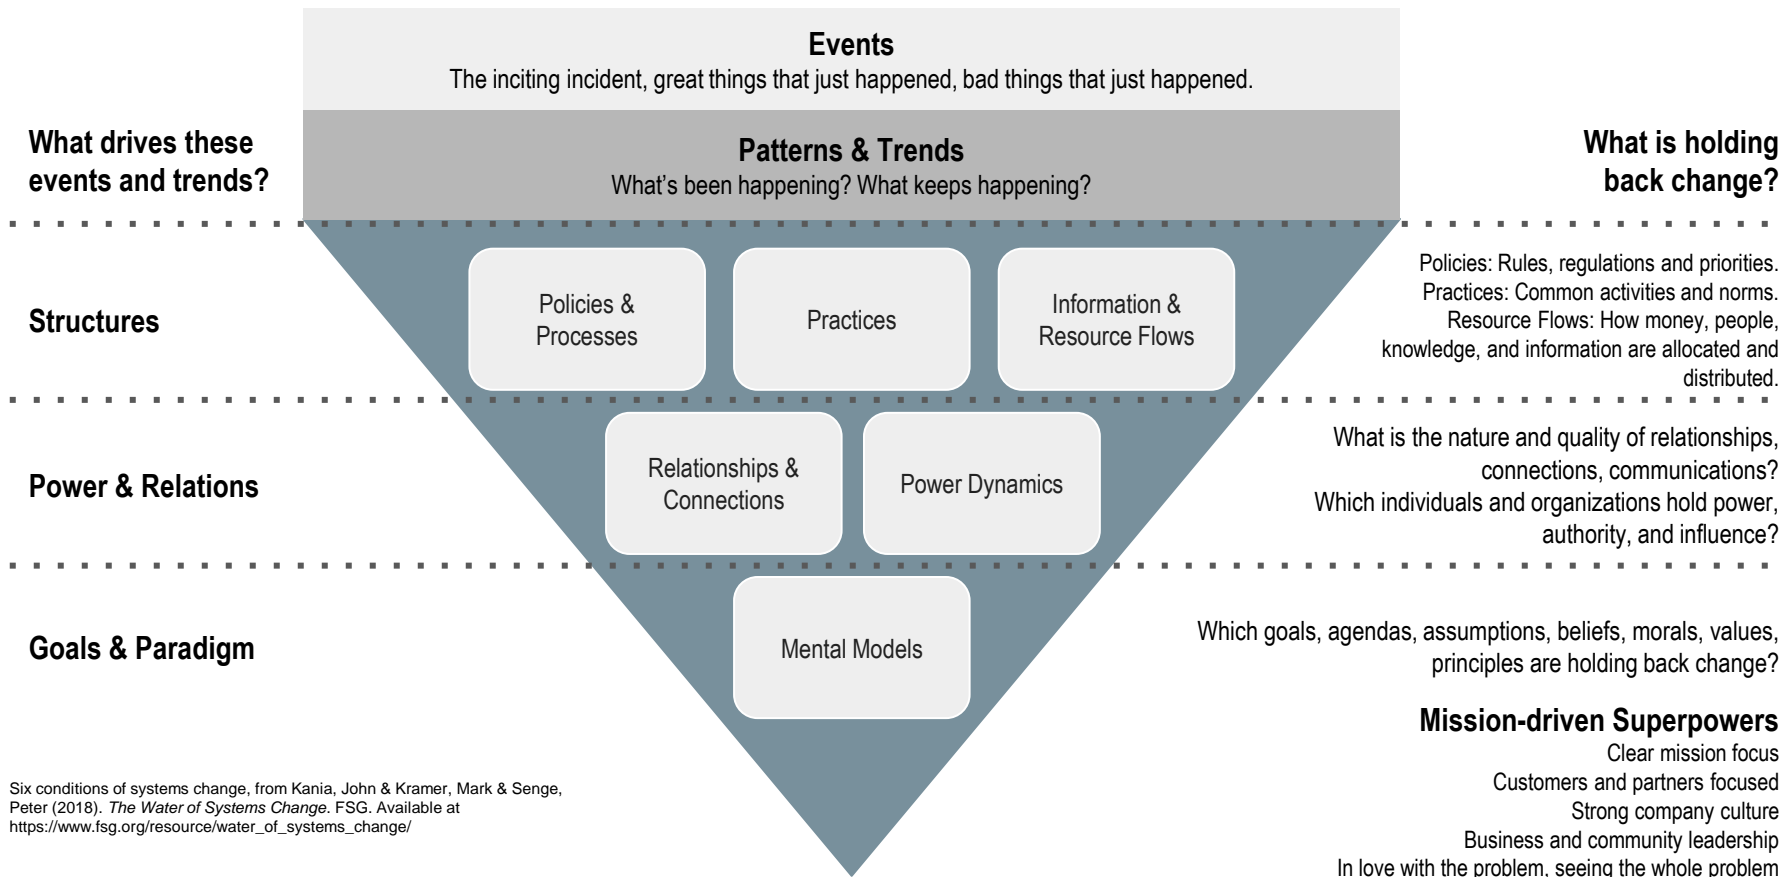 Events
The inciting incident, great things that just happened, bad things that just happened.
What drives these
events and trends?
Patterns & Trends
What's been happening? What keeps happening?
What is holding
back change?
Structures
Policies &
Processes
Practices
Information &
Resource Flows
Policies: Rules, regulations and priorities.
Practices: Common activities and norms.
Resource Flows: How money, people,
knowledge, and information are allocated and
distributed.
Power & Relations
Relationships &
Connections
Power Dynamics
What is the nature and quality of relationships,
connections, communications?
Which individuals and organizations hold power,
authority, and influence?
Goals & Paradigm
Mental Models
Which goals, agendas, assumptions, beliefs, morals, values,
principles are holding back change?
Mission-driven Superpowers
Clear mission focus
Customers and partners focused
Strong company culture
Business and community leadership
In love with the problem, seeing the whole problem
Six conditions of systems change, from Kania, John & Kramer, Mark & Senge,
Peter (2018). The Water of Systems Change. FSG. Available at
https://www.fsg.org/resource/water_of_systems_change/